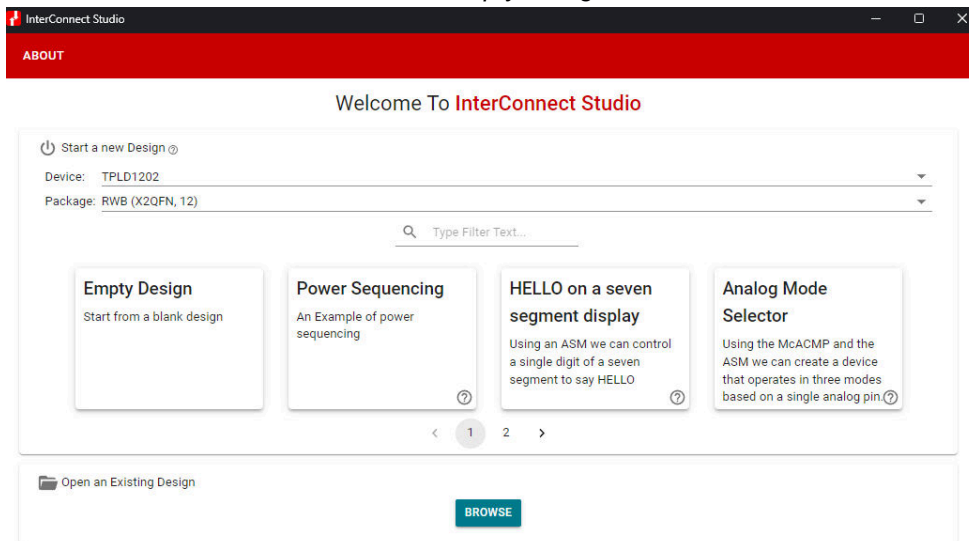 InterConnect Studio
ABOUT
Welcome To InterConnect Studio
Start a new Design
Device: TPLD1202
Package: RWB (X2QFN, 12)
Type Filter Text...
Empty Design
Start from a blank design
Power Sequencing
An Example of power
sequencing
HELLO on a seven
segment display
Using an ASM we can control
a single digit of a seven
segment to say HELLO
Analog Mode
Selector
Using the McACMP and the
ASM we can create a device
that operates in three modes
based on a single analog pin.
< 1 2 >
Open an Existing Design
BROWSE